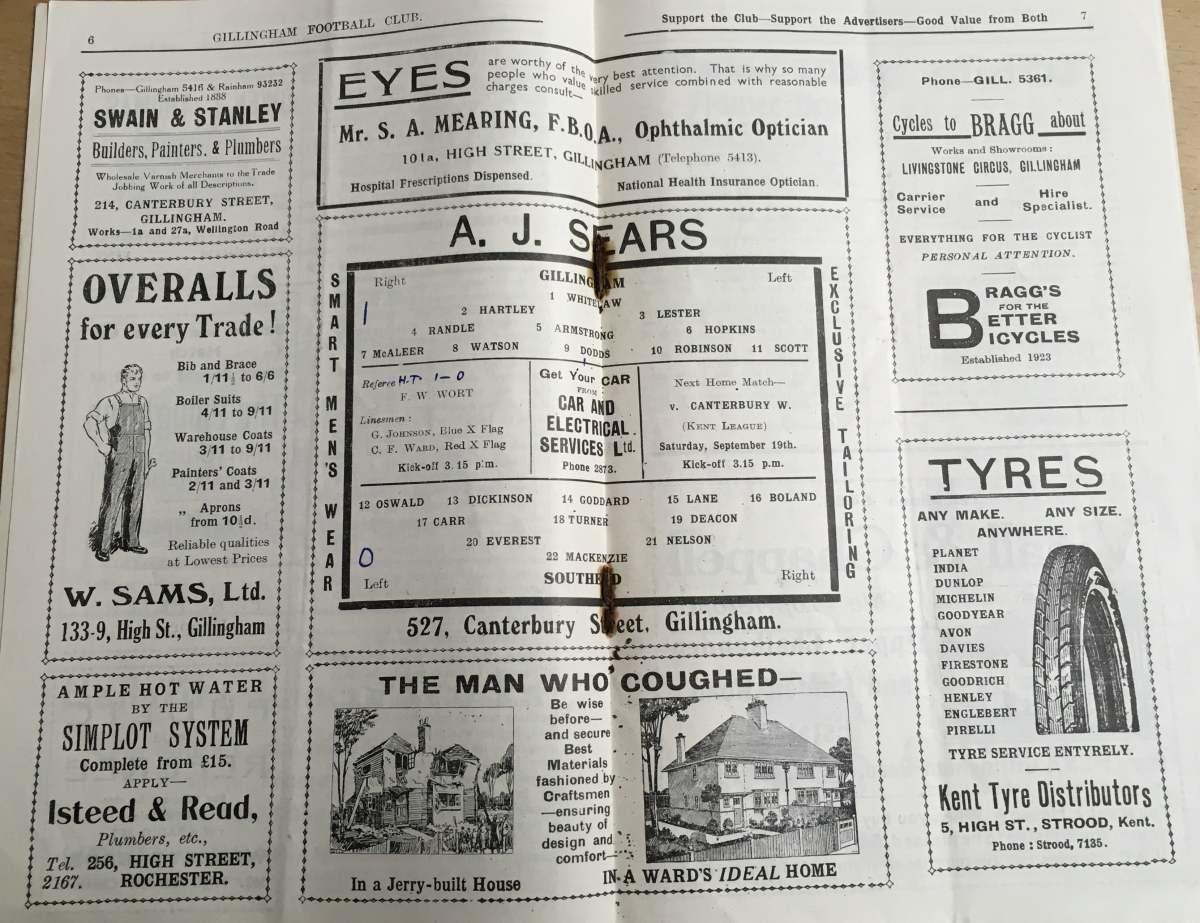 6
GILLINGHAM FOOTBALL CLUB.
Support the Club—Support the Advertisers—Good Value from Both
7
Phones—Gillingham 5416 & Rainham 93232
Established 1888
SWAIN & STANLEY
Builders, Painters. & Plumbers
Wholesale Varnish Merchants to the Trade
Jobbing Work of all Descriptions.
214, CANTERBURY STREET,
GILLINGHAM.
Works—1a and 27a, Wellington Road
OVERALLS
for every Trade!
Bib and Brace
1/11½ to 6/6
Boiler Suits
4/11 to 9/11
Warehouse Coats
3/11 to 9/11
Painters' Coats
2/11 and 3/11
„ Aprons
from 10½d.
Reliable qualities
at Lowest Prices
W. SAMS, Ltd.
133-9, High St., Gillingham
AMPLE HOT WATER
BY THE
SIMPLOT SYSTEM
Complete from £15.
APPLY—
Isteed & Read,
Plumbers, etc.,
Tel. 256, HIGH STREET,
2167. ROCHESTER.
EYES
are worthy of the very best attention. That is why so many
people who value skilled service combined with reasonable
charges consult—
Mr. S. A. MEARING, F.B.O.A., Ophthalmic Optician
101a, HIGH STREET, GILLINGHAM (Telephone 5413).
Hospital Frescriptions Dispensed.
National Health Insurance Optician.
A. J. SEARS
SMART MEN'S WEAR
EXCLUSIVE TAILORING
Right
GILLINGHAM
Left
1
1 WHITELAW
2 HARTLEY
3 LESTER
4 RANDLE
5 ARMSTRONG
6 HOPKINS
7 McALEER
8 WATSON
9 DODDS
10 ROBINSON
11 SCOTT
Referee H.T. 1-0
F. W. WORT
Linesmen:
G. JOHNSON, Blue X Flag
C. F. WARD, Red X Flag
Kick-off 3.15 p.m.
Get Your CAR
FROM
CAR AND
ELECTRICAL
SERVICES Ltd.
Phone 2873.
Next Home Match—
v. CANTERBURY W.
(KENT LEAGUE)
Saturday, September 19th.
Kick-off 3.15 p.m.
12 OSWALD
13 DICKINSON
14 GODDARD
15 LANE
16 BOLAND
17 CARR
18 TURNER
19 DEACON
20 EVEREST
21 NELSON
22 MACKENZIE
0
Left
SOUTHEND
Right
527, Canterbury Street, Gillingham.
THE MAN WHO COUGHED—
Be wise
before—
and secure
Best
Materials
fashioned by
Craftsmen
—ensuring
beauty of
design and
comfort—
In a Jerry-built House
IN A WARD'S IDEAL HOME
Phone—GILL. 5361.
Cycles to BRAGG about
Works and Showrooms:
LIVINGSTONE CIRCUS, GILLINGHAM
Carrier
Service
and
Hire
Specialist.
EVERYTHING FOR THE CYCLIST
PERSONAL ATTENTION.
BRAGG'S
FOR THE
BETTER
BICYCLES
Established 1923
TYRES
ANY MAKE. ANY SIZE.
ANYWHERE.
PLANET
INDIA
DUNLOP
MICHELIN
GOODYEAR
AVON
DAVIES
FIRESTONE
GOODRICH
HENLEY
ENGLEBERT
PIRELLI
TYRE SERVICE ENTYRELY.
Kent Tyre Distributors
5, HIGH ST., STROOD, Kent.
Phone : Strood, 7135.